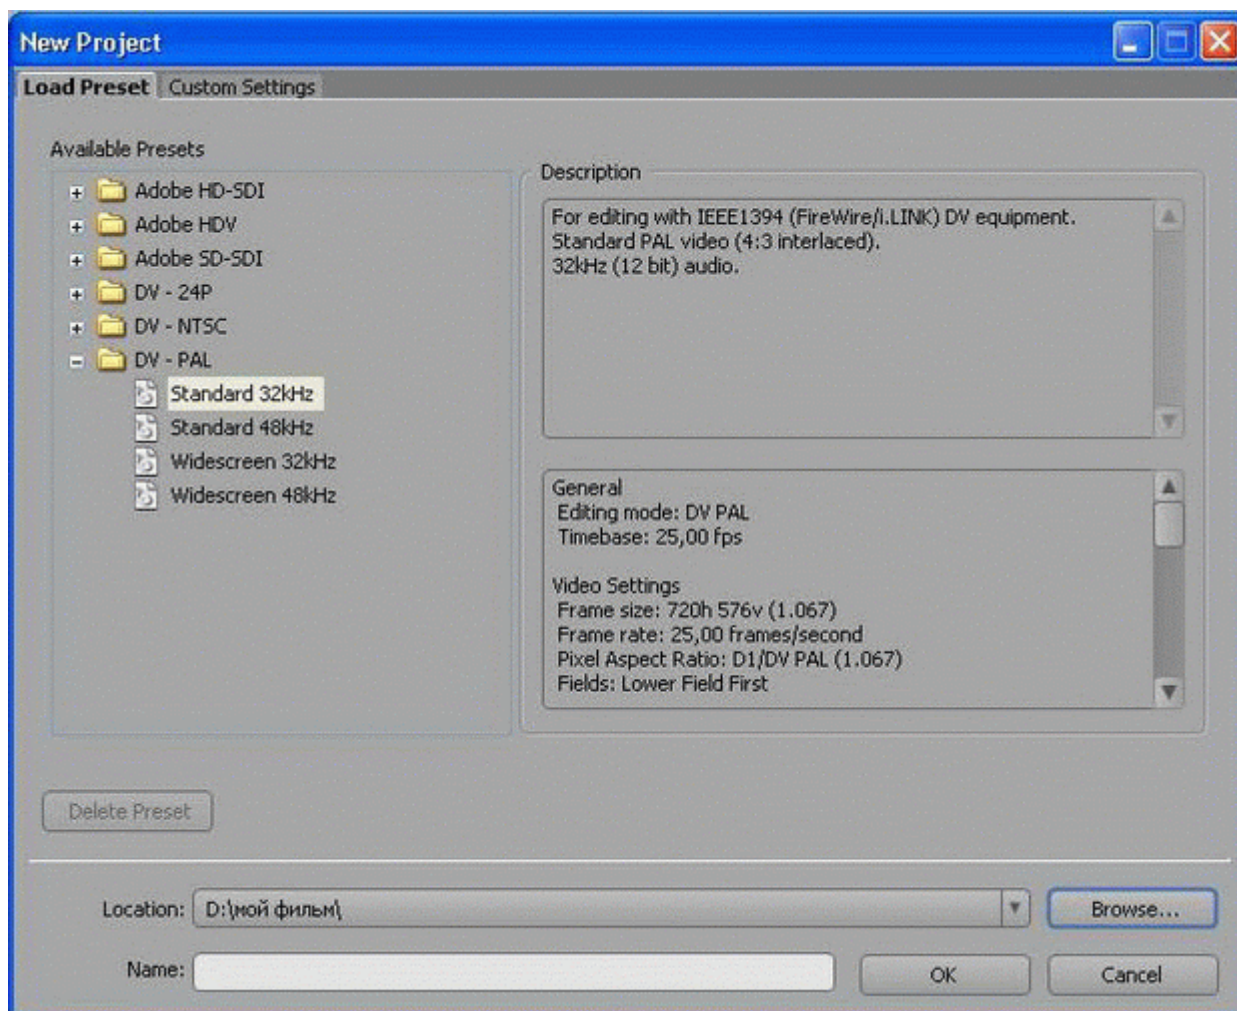 New Project
Load Preset Custom Settings
Available Presets
Adobe HD-SDI
Adobe HDV
Adobe SD-SDI
DV - 24P
DV - NTSC
DV - PAL
Standard 32kHz
Standard 48kHz
Widescreen 32kHz
Widescreen 48kHz
Description
For editing with IEEE1394 (FireWire/i.LINK) DV equipment.
Standard PAL video (4:3 interlaced).
32kHz (12 bit) audio.
General
Editing mode: DV PAL
Timebase: 25,00 fps
Video Settings
Frame size: 720h 576v (1.067)
Frame rate: 25,00 frames/second
Pixel Aspect Ratio: D1/DV PAL (1.067)
Fields: Lower Field First
Delete Preset
Location: D:\мой фильм\ Browse...
Name: OK Cancel